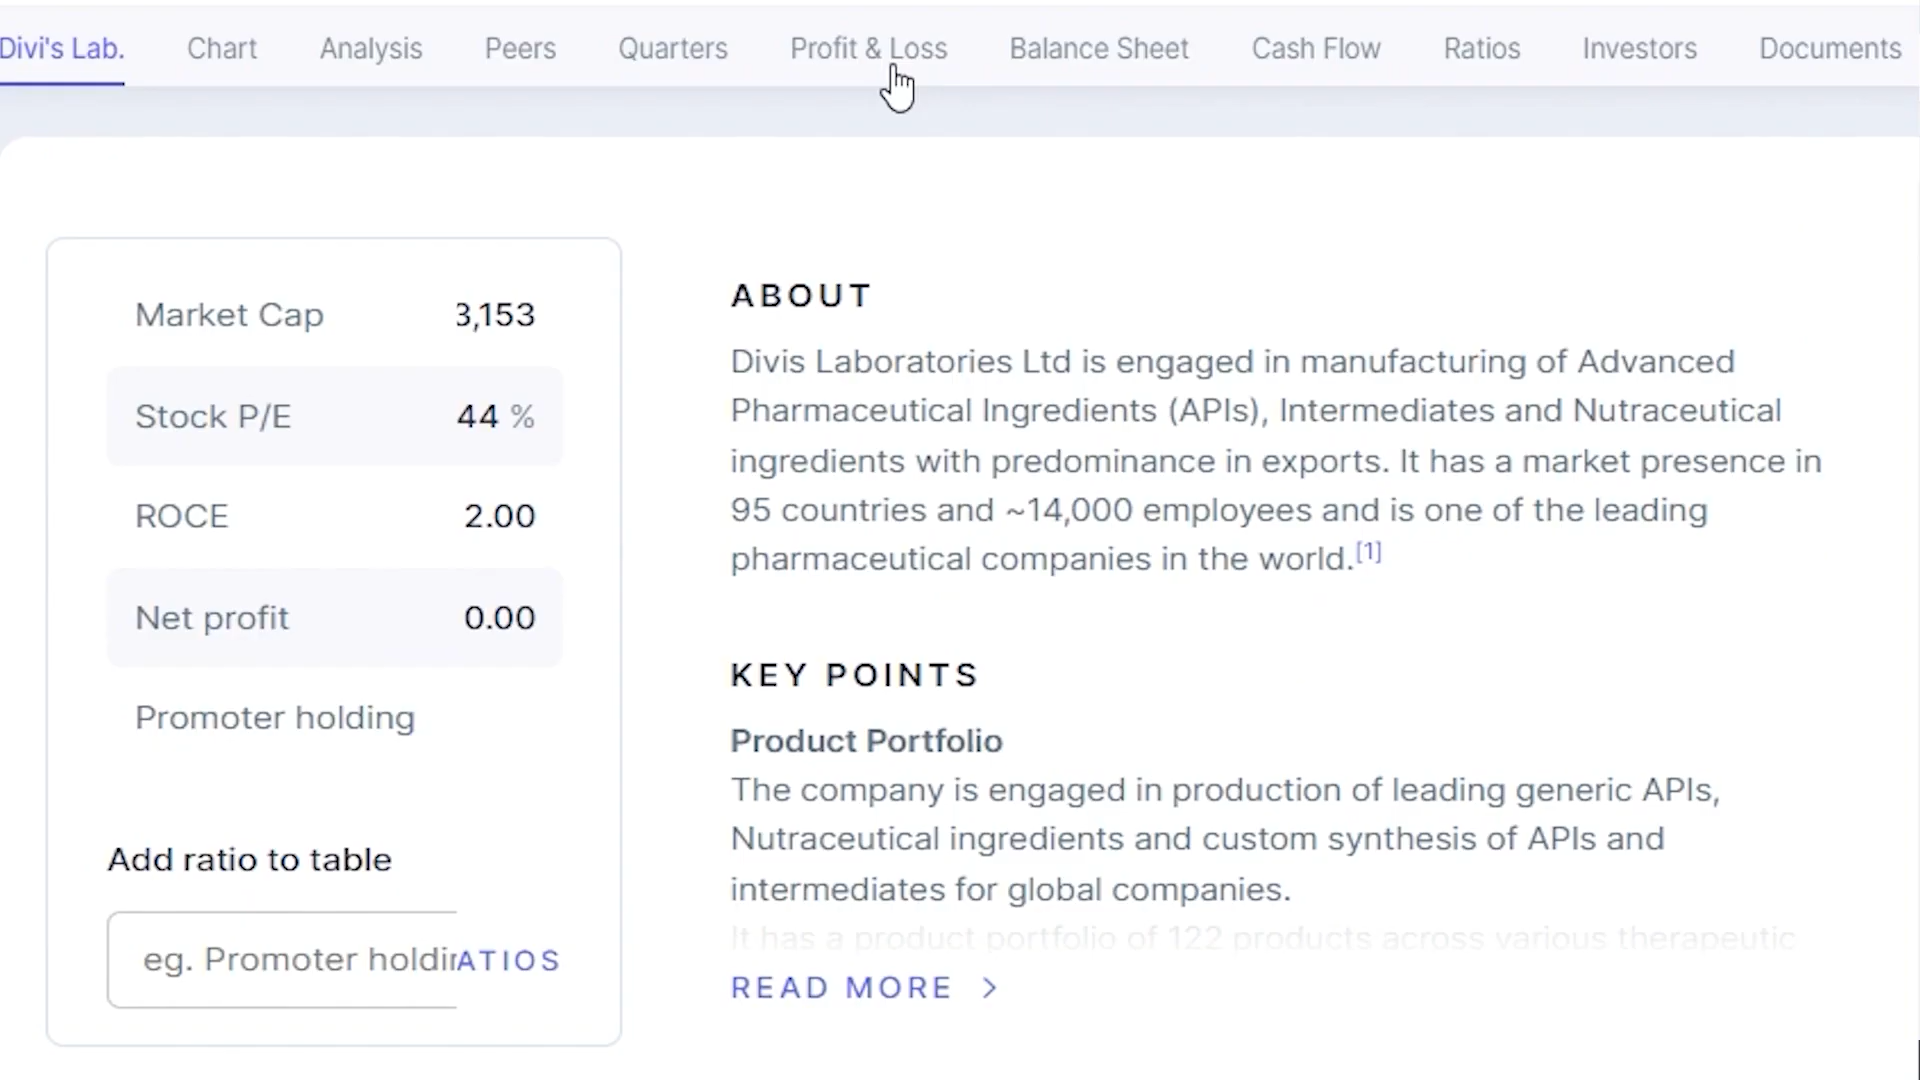 Divi's Lab. Chart Analysis Peers Quarters Profit & Loss Balance Sheet Cash Flow Ratios Investors Documents
Market Cap 3,153
Stock P/E 44 %
ROCE 2.00
Net profit 0.00
Promoter holding
Add ratio to table
eg. Promoter holdin
ATIOS
ABOUT
Divis Laboratories Ltd is engaged in manufacturing of Advanced
Pharmaceutical Ingredients (APIs), Intermediates and Nutraceutical
ingredients with predominance in exports. It has a market presence in
95 countries and ~14,000 employees and is one of the leading
pharmaceutical companies in the world.[1]
KEY POINTS
Product Portfolio
The company is engaged in production of leading generic APIs,
Nutraceutical ingredients and custom synthesis of APIs and
intermediates for global companies.
It has a product portfolio of 122 products across various therapeutic
READ MORE >